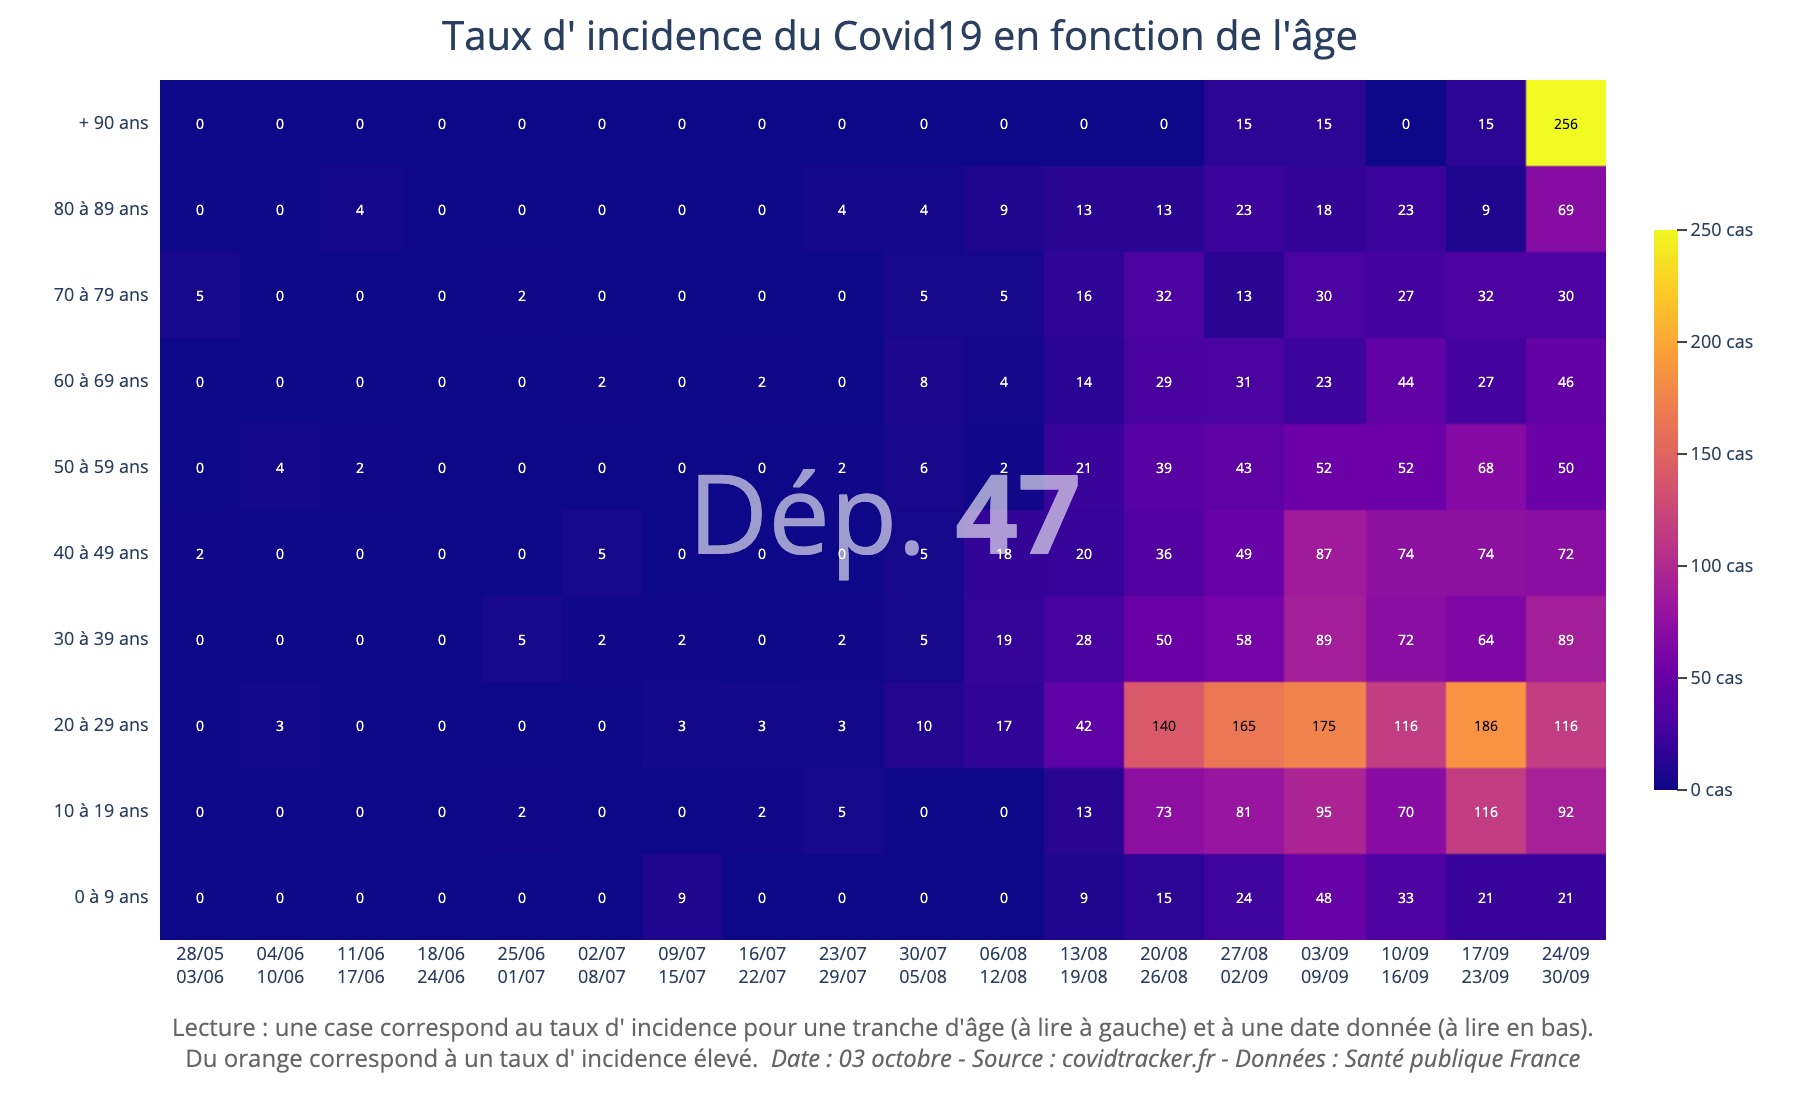 Taux d' incidence du Covid19 en fonction de l'âge
+ 90 ans 0 0 0 0 0 0 0 0 0 0 0 0 0 15 15 0 15 256
80 à 89 ans 0 0 4 0 0 0 0 0 4 4 9 13 13 23 18 23 9 69
70 à 79 ans 5 0 0 0 2 0 0 0 0 5 5 16 32 13 30 27 32 30
60 à 69 ans 0 0 0 0 0 2 0 2 0 8 4 14 29 31 23 44 27 46
50 à 59 ans 0 4 2 0 0 0 0 0 2 6 2 21 39 43 52 52 68 50
Dép. 47
40 à 49 ans 2 0 0 0 0 5 0 0 0 5 18 20 36 49 87 74 74 72
30 à 39 ans 0 0 0 0 5 2 2 0 2 5 19 28 50 58 89 72 64 89
20 à 29 ans 0 3 0 0 0 0 3 3 3 10 17 42 140 165 175 116 186 116
10 à 19 ans 0 0 0 0 2 0 0 2 5 0 0 13 73 81 95 70 116 92
0 à 9 ans 0 0 0 0 0 0 9 0 0 0 0 9 15 24 48 33 21 21
28/05 04/06 11/06 18/06 25/06 02/07 09/07 16/07 23/07 30/07 06/08 13/08 20/08 27/08 03/09 10/09 17/09 24/09
03/06 10/06 17/06 24/06 01/07 08/07 15/07 22/07 29/07 05/08 12/08 19/08 26/08 02/09 09/09 16/09 23/09 30/09
250 cas
200 cas
150 cas
100 cas
50 cas
0 cas
Lecture : une case correspond au taux d' incidence pour une tranche d'âge (à lire à gauche) et à une date donnée (à lire en bas).
Du orange correspond à un taux d' incidence élevé. Date : 03 octobre - Source : covidtracker.fr - Données : Santé publique France